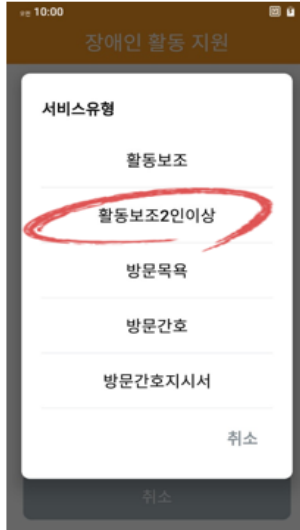 오전 10:00
장애인 활동 지원
서비스유형
활동보조
활동보조2인이상
방문목욕
방문간호
방문간호지시서
취소
취소